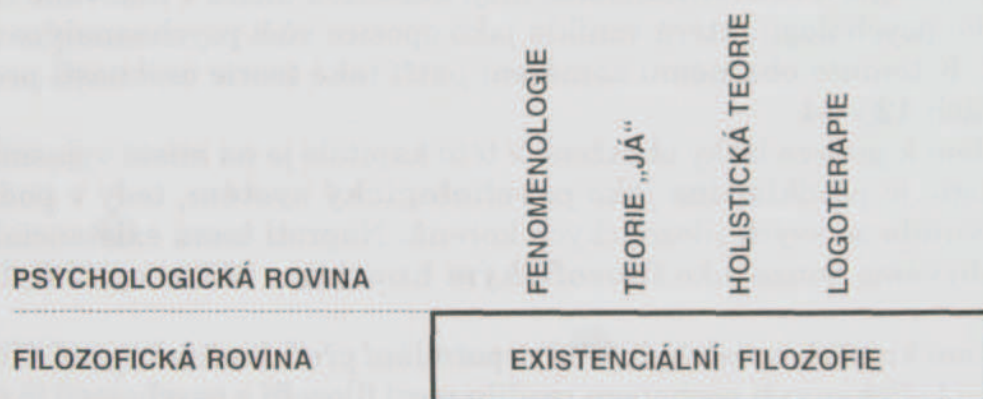 FENOMENOLOGIE
TEORIE „JÁ“
HOLISTICKÁ TEORIE
LOGOTERAPIE
PSYCHOLOGICKÁ ROVINA
FILOZOFICKÁ ROVINA
EXISTENCIÁLNÍ FILOZOFIE